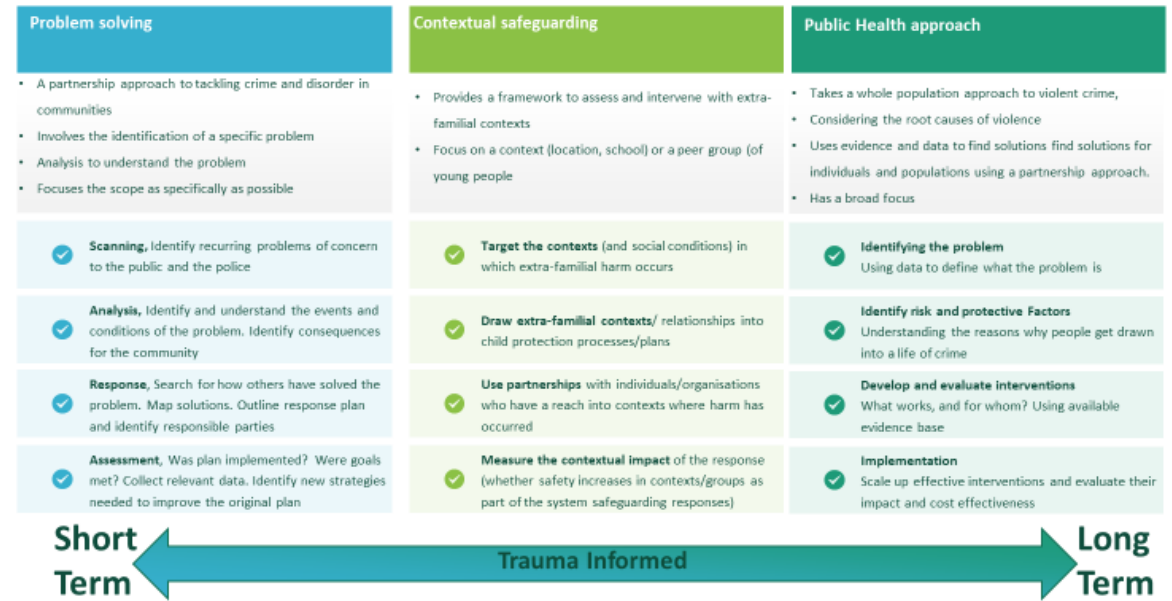 Problem solving
• A partnership approach to tackling crime and disorder in
communities
• Involves the identification of a specific problem
• Analysis to understand the problem
• Focuses the scope as specifically as possible
Scanning, Identify recurring problems of concern
to the public and the police
Analysis, Identify and understand the events and
conditions of the problem. Identify consequences
for the community
Response, Search for how others have solved the
problem. Map solutions. Outline response plan
and identify responsible parties
Assessment, Was plan implemented? Were goals
met? Collect relevant data. Identify new strategies
needed to improve the original plan
Contextual safeguarding
• Provides a framework to assess and intervene with extra-
familial contexts
• Focus on a context (location, school) or a peer group (of
young people
Target the contexts (and social conditions) in
which extra-familial harm occurs
Draw extra-familial contexts/ relationships into
child protection processes/plans
Use partnerships with individuals/organisations
who have a reach into contexts where harm has
occurred
Measure the contextual impact of the response
(whether safety increases in contexts/groups as
part of the system safeguarding responses)
Public Health approach
• Takes a whole population approach to violent crime,
• Considering the root causes of violence
• Uses evidence and data to find solutions find solutions for
individuals and populations using a partnership approach.
• Has a broad focus
Identifying the problem
Using data to define what the problem is
Identify risk and protective Factors
Understanding the reasons why people get drawn
into a life of crime
Develop and evaluate interventions
What works, and for whom? Using available
evidence base
Implementation
Scale up effective interventions and evaluate their
impact and cost effectiveness
Short
Term
Trauma Informed
Long
Term